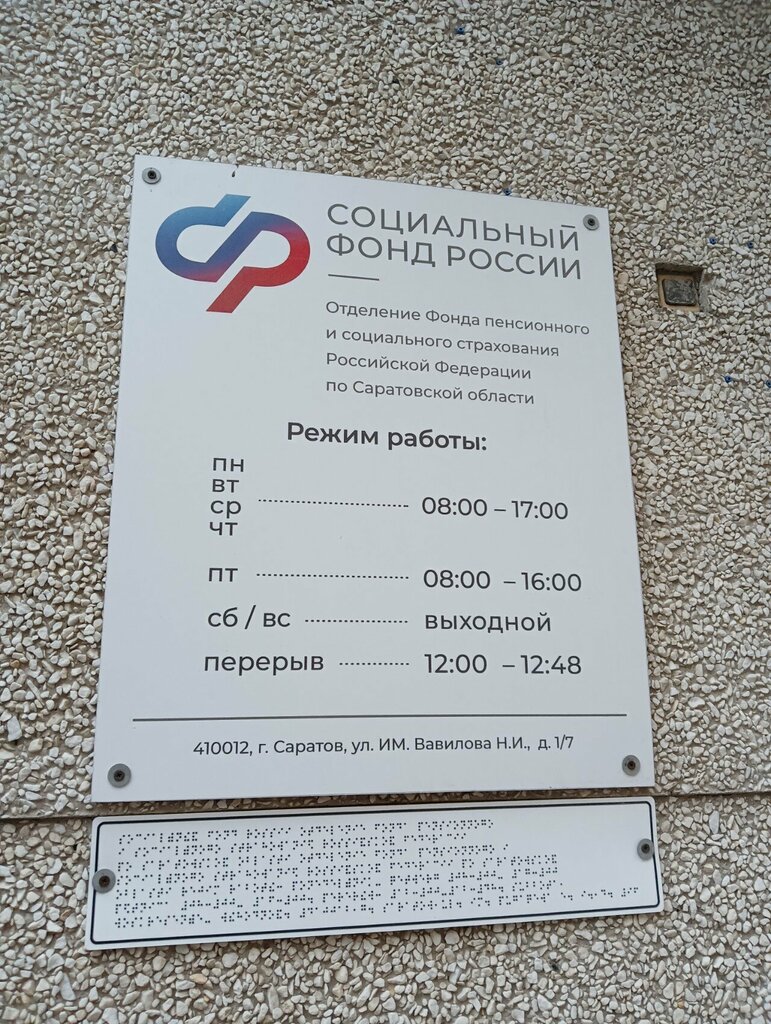 СОЦИАЛЬНЫЙ
ФОНД РОССИИ
Отделение Фонда пенсионного
и социального страхования
Российской Федерации
по Саратовской области
Режим работы:
пн
вт
ср ........ 08:00 – 17:00
чт
пт ........ 08:00 – 16:00
сб / вс ........ выходной
перерыв ........ 12:00 – 12:48
410012, г. Саратов, ул. ИМ. Вавилова Н.И., д. 1/7